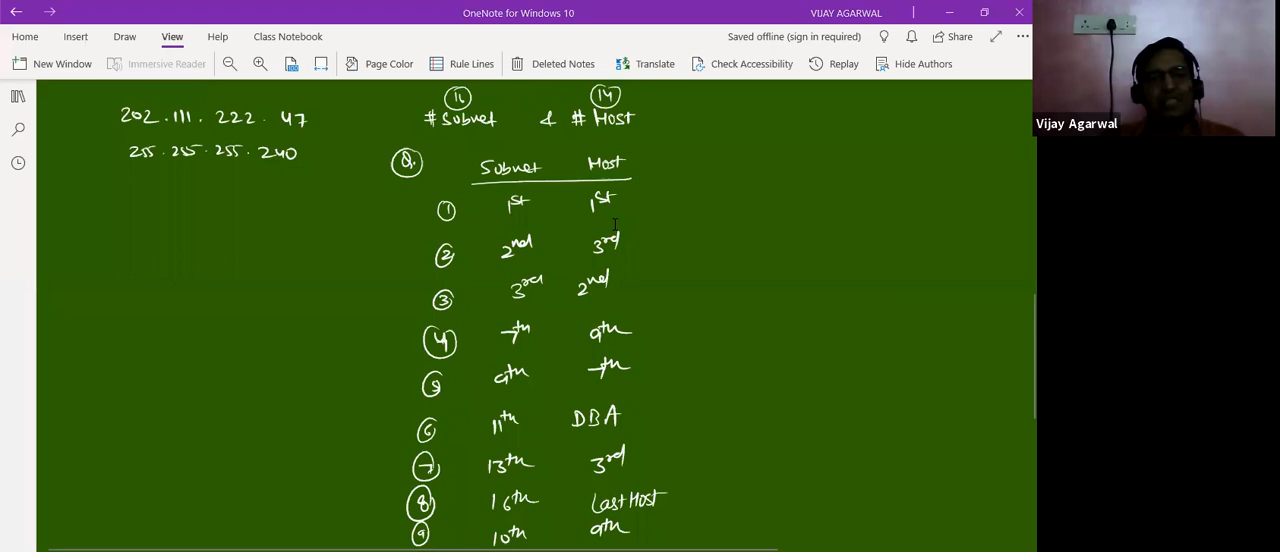 OneNote for Windows 10
VIJAY AGARWAL
Home Insert Draw View Help Class Notebook
Saved offline (sign in required) Share
New Window Immersive Reader Page Color Rule Lines Deleted Notes Translate Check Accessibility Replay Hide Authors
Vijay Agarwal
16 14
202.111.222.47 # Subnet & # Host
255.255.255.240
Q. Subnet Host
1 1st 1st
2 2nd 3rd
3 3rd 2nd
4 7th 9th
5 9th 7th
6 11th DBA
7 13th 3rd
8 16th Last Host
9 10th 9th